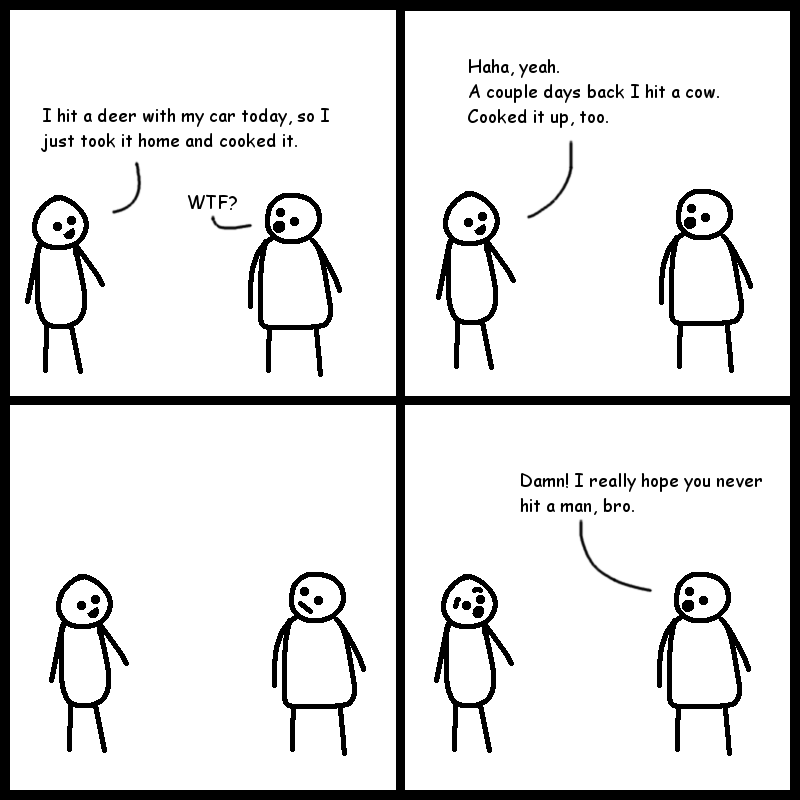 I hit a deer with my car today, so I
just took it home and cooked it.
WTF?
Haha, yeah.
A couple days back I hit a cow.
Cooked it up, too.
Damn! I really hope you never
hit a man, bro.